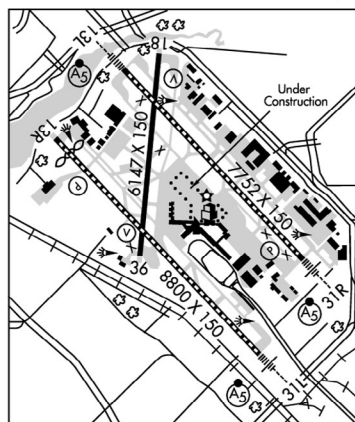 13L
18
A5
V
Under
Construction
13R
6147 X 150
7752 X 150
P
V
P
36
8800 X 150
31R
A5
31L
A5